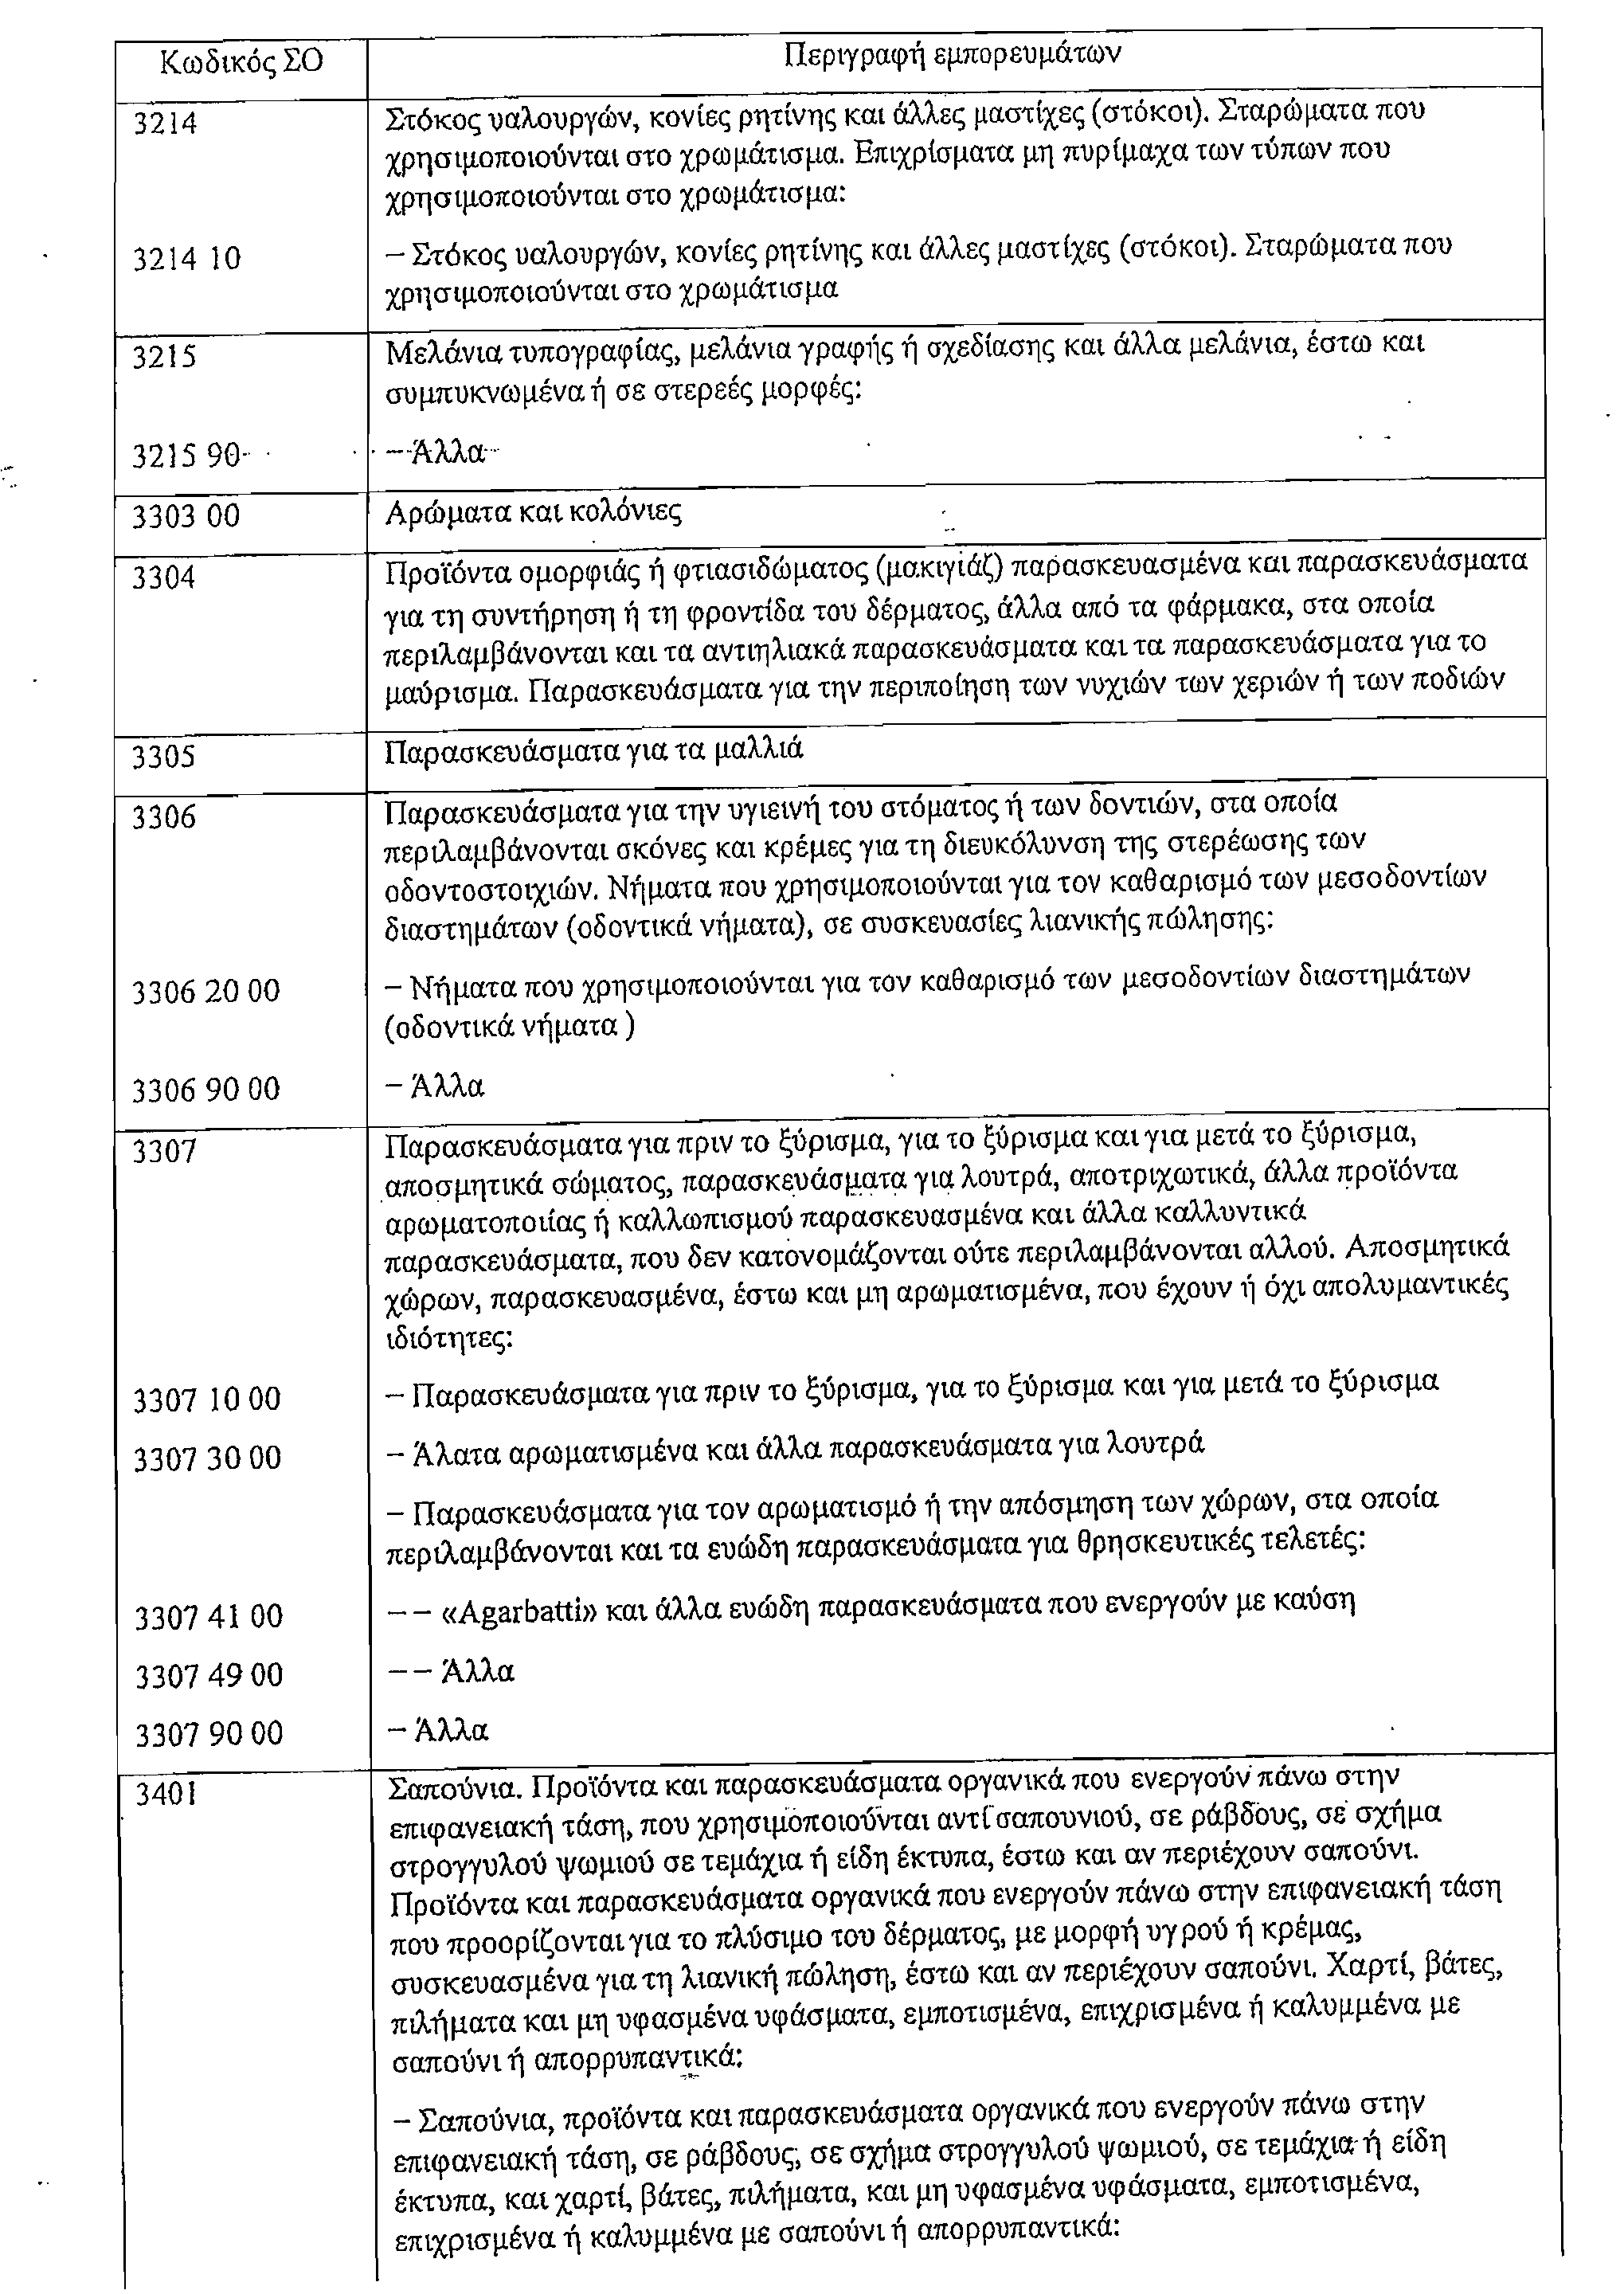 Κωδικός ΣΟ
Περιγραφή εμπορευμάτων
3214
Στόκος υαλουργών, κονίες ρητίνης και άλλες μαστίχες (στόκοι). Σταρώματα που
χρησιμοποιούνται στο χρωμάτισμα. Επιχρίσματα μη πυρίμαχα των τύπων που
χρησιμοποιούνται στο χρωμάτισμα:
3214 10
– Στόκος υαλουργών, κονίες ρητίνης και άλλες μαστίχες (στόκοι). Σταρώματα που
χρησιμοποιούνται στο χρωμάτισμα
3215
Μελάνια τυπογραφίας, μελάνια γραφής ή σχεδίασης και άλλα μελάνια, έστω και
συμπυκνωμένα ή σε στερεές μορφές:
3215 90
– Άλλα
3303 00
Αρώματα και κολόνιες
3304
Προϊόντα ομορφιάς ή φτιασιδώματος (μακιγιάζ) παρασκευασμένα και παρασκευάσματα
για τη συντήρηση ή τη φροντίδα του δέρματος, άλλα από τα φάρμακα, στα οποία
περιλαμβάνονται και τα αντιηλιακά παρασκευάσματα και τα παρασκευάσματα για το
μαύρισμα. Παρασκευάσματα για την περιποίηση των νυχιών των χεριών ή των ποδιών
3305
Παρασκευάσματα για τα μαλλιά
3306
Παρασκευάσματα για την υγιεινή του στόματος ή των δοντιών, στα οποία
περιλαμβάνονται σκόνες και κρέμες για τη διευκόλυνση της στερέωσης των
οδοντοστοιχιών. Νήματα που χρησιμοποιούνται για τον καθαρισμό των μεσοδοντίων
διαστημάτων (οδοντικά νήματα), σε συσκευασίες λιανικής πώλησης:
3306 20 00
– Νήματα που χρησιμοποιούνται για τον καθαρισμό των μεσοδοντίων διαστημάτων
(οδοντικά νήματα )
3306 90 00
– Άλλα
3307
Παρασκευάσματα για πριν το ξύρισμα, για το ξύρισμα και για μετά το ξύρισμα,
αποσμητικά σώματος, παρασκευάσματα για λουτρά, αποτριχωτικά, άλλα προϊόντα
αρωματοποιίας ή καλλωπισμού παρασκευασμένα και άλλα καλλυντικά
παρασκευάσματα, που δεν κατονομάζονται ούτε περιλαμβάνονται αλλού. Αποσμητικά
χώρων, παρασκευασμένα, έστω και μη αρωματισμένα, που έχουν ή όχι απολυμαντικές
ιδιότητες:
3307 10 00
– Παρασκευάσματα για πριν το ξύρισμα, για το ξύρισμα και για μετά το ξύρισμα
3307 30 00
– Άλατα αρωματισμένα και άλλα παρασκευάσματα για λουτρά
– Παρασκευάσματα για τον αρωματισμό ή την απόσμηση των χώρων, στα οποία
περιλαμβάνονται και τα ευώδη παρασκευάσματα για θρησκευτικές τελετές:
3307 41 00
– – «Agarbatti» και άλλα ευώδη παρασκευάσματα που ενεργούν με καύση
3307 49 00
– – Άλλα
3307 90 00
– Άλλα
3401
Σαπούνια. Προϊόντα και παρασκευάσματα οργανικά που ενεργούν πάνω στην
επιφανειακή τάση, που χρησιμοποιούνται αντί σαπουνιού, σε ράβδους, σε σχήμα
στρογγυλού ψωμιού σε τεμάχια ή είδη έκτυπα, έστω και αν περιέχουν σαπούνι.
Προϊόντα και παρασκευάσματα οργανικά που ενεργούν πάνω στην επιφανειακή τάση
που προορίζονται για το πλύσιμο του δέρματος, με μορφή υγρού ή κρέμας,
συσκευασμένα για τη λιανική πώληση, έστω και αν περιέχουν σαπούνι. Χαρτί, βάτες,
πιλήματα και μη υφασμένα υφάσματα, εμποτισμένα, επιχρισμένα ή καλυμμένα με
σαπούνι ή απορρυπαντικά:
– Σαπούνια, προϊόντα και παρασκευάσματα οργανικά που ενεργούν πάνω στην
επιφανειακή τάση, σε ράβδους, σε σχήμα στρογγυλού ψωμιού, σε τεμάχια ή είδη
έκτυπα, και χαρτί, βάτες, πιλήματα, και μη υφασμένα υφάσματα, εμποτισμένα,
επιχρισμένα ή καλυμμένα με σαπούνι ή απορρυπαντικά: